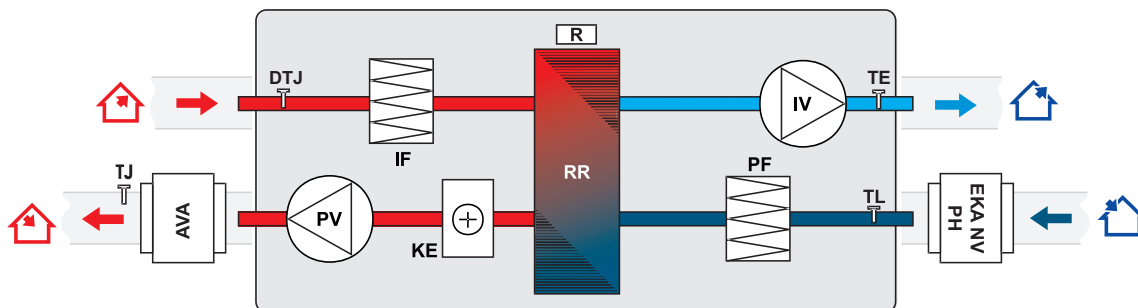 R
DTJ
TE
IV
IF
RR
PF
TJ
TL
AVA
PV
KE
EKA NV
PH